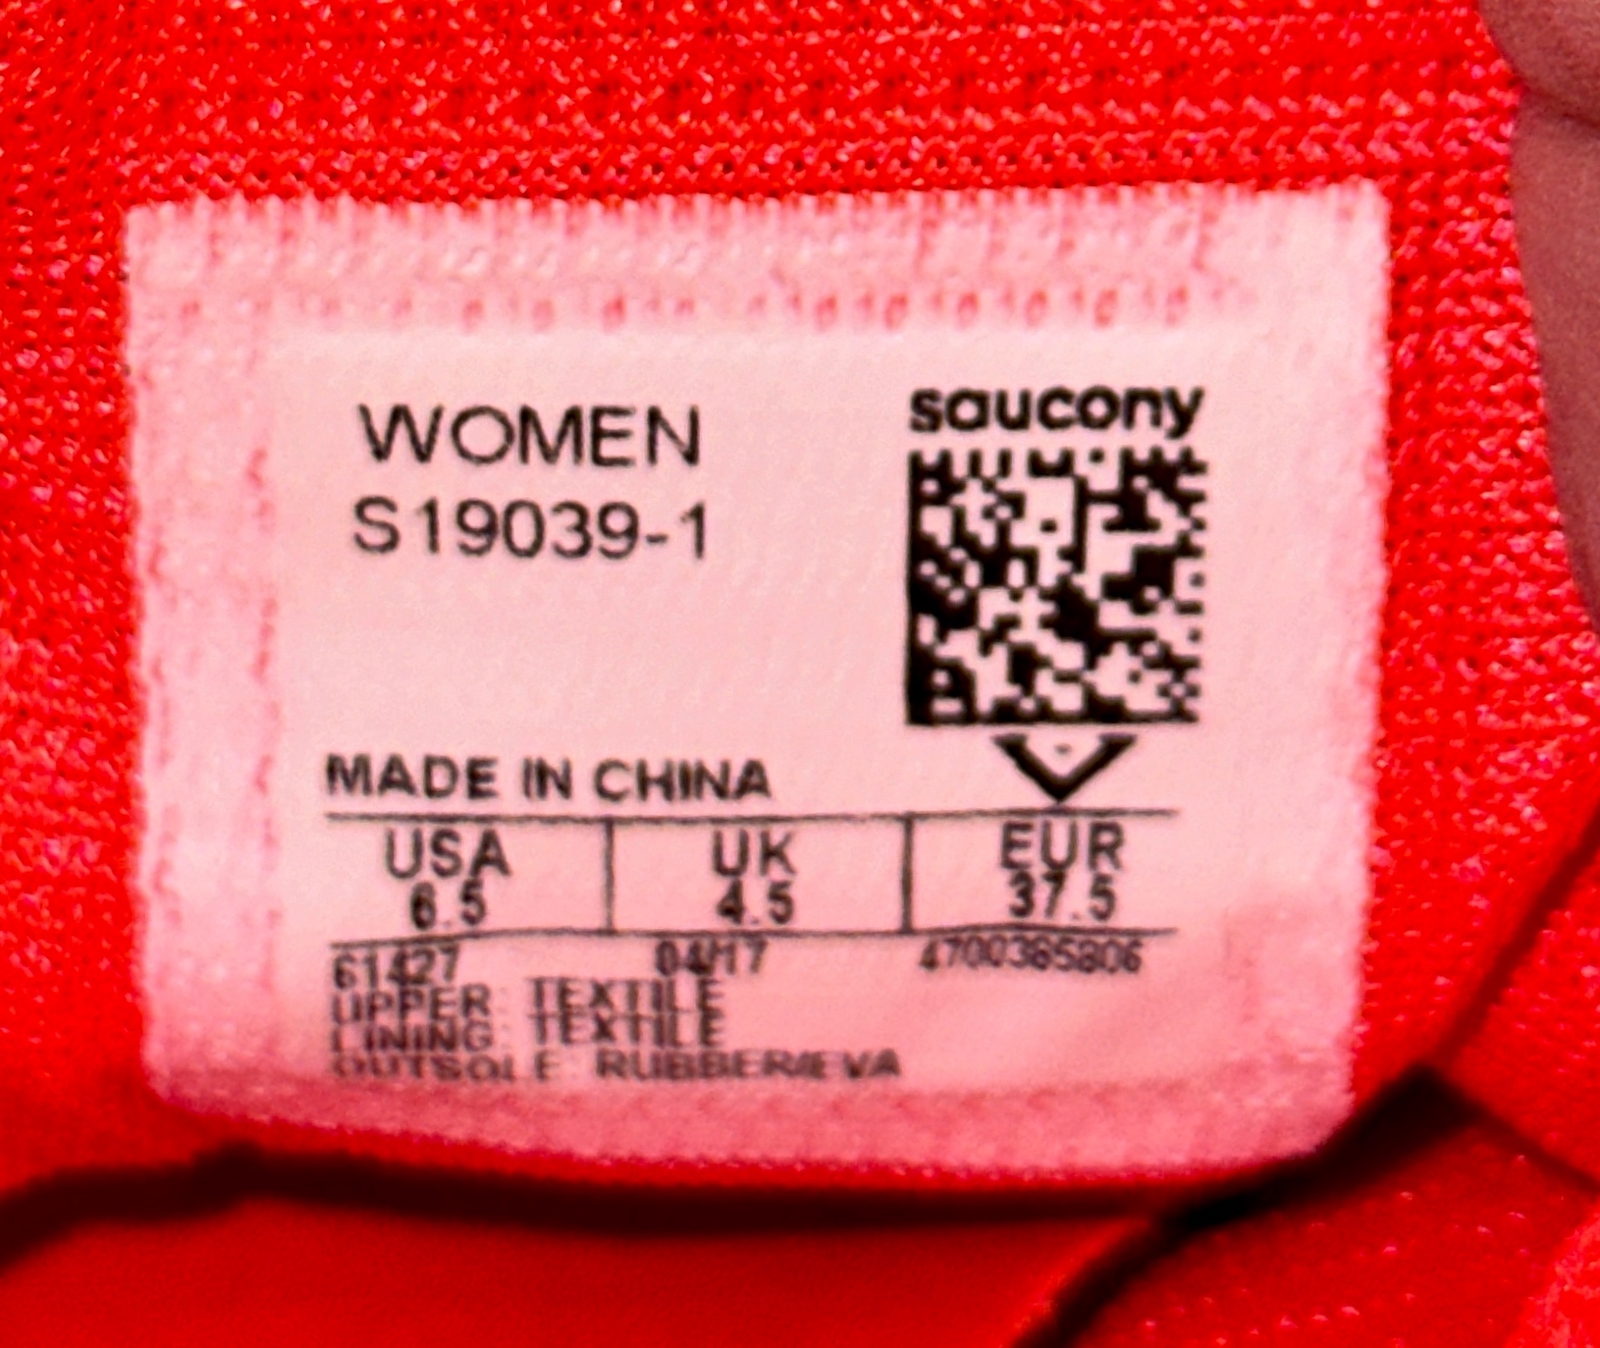 WOMEN
S19039-1
saucony
MADE IN CHINA
USA UK EUR
6.5 4.5 37.5
61427 04/17 4700365806
UPPER: TEXTILE
LINING: TEXTILE
OUTSOLE: RUBBER/EVA